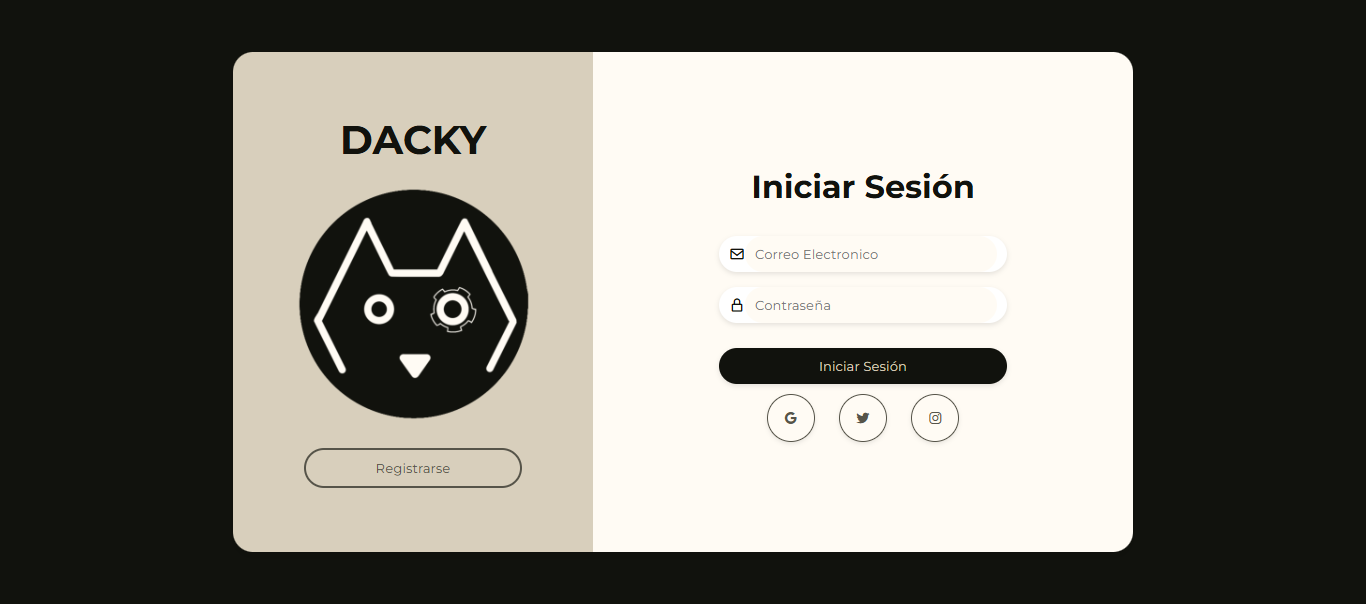 DACKY
Registrarse
Iniciar Sesión
Correo Electronico
Contraseña
Iniciar Sesión